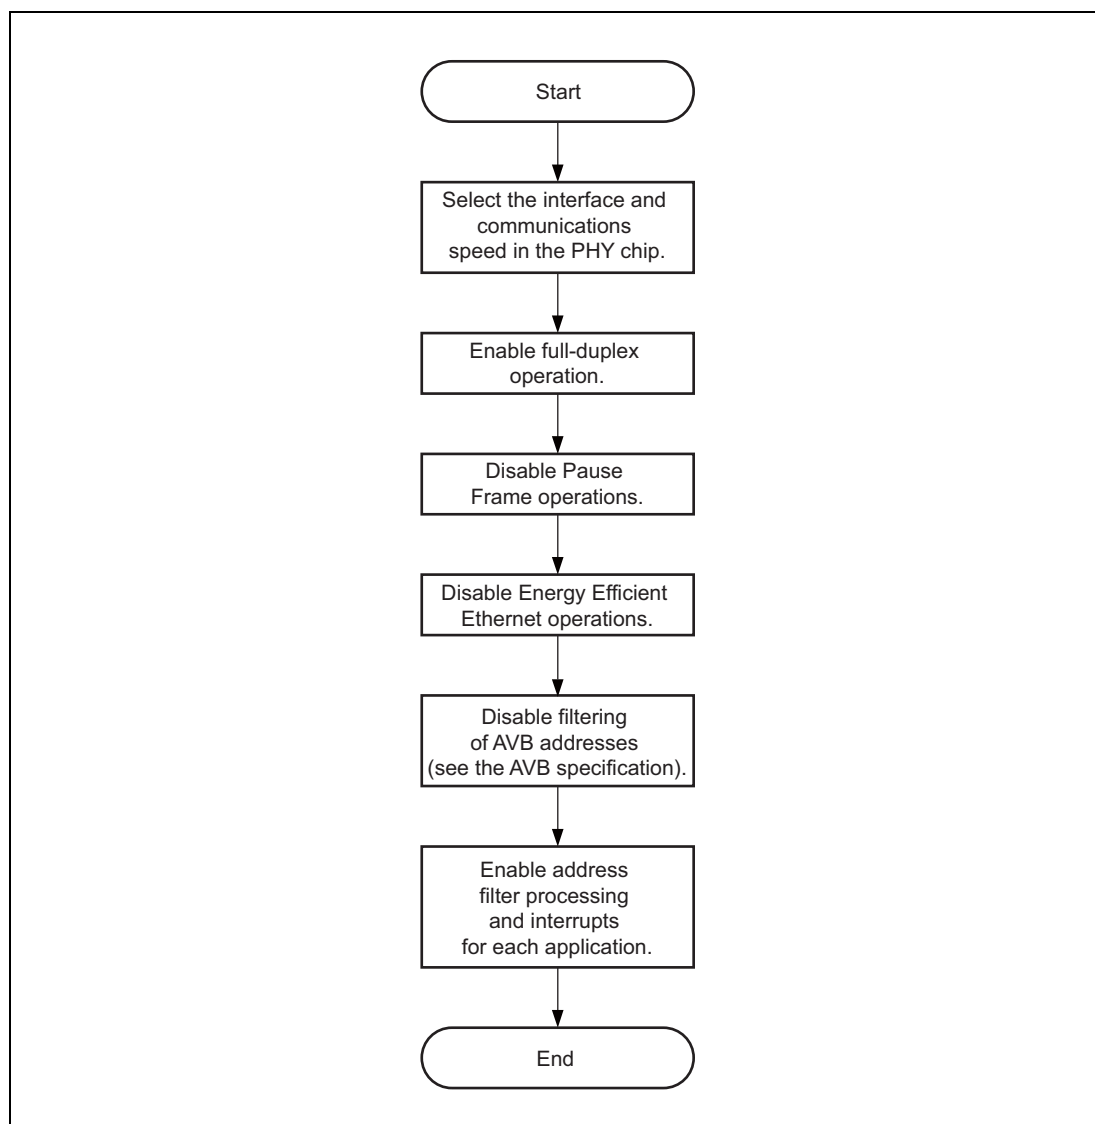 Start
Select the interface and
communications
speed in the PHY chip.
Enable full-duplex
operation.
Disable Pause
Frame operations.
Disable Energy Efficient
Ethernet operations.
Disable filtering
of AVB addresses
(see the AVB specification).
Enable address
filter processing
and interrupts
for each application.
End